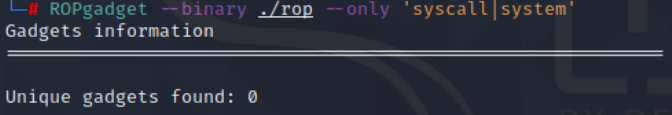 └─# ROPgadget --binary ./rop --only 'syscall|system'
Gadgets information
============================================================

Unique gadgets found: 0